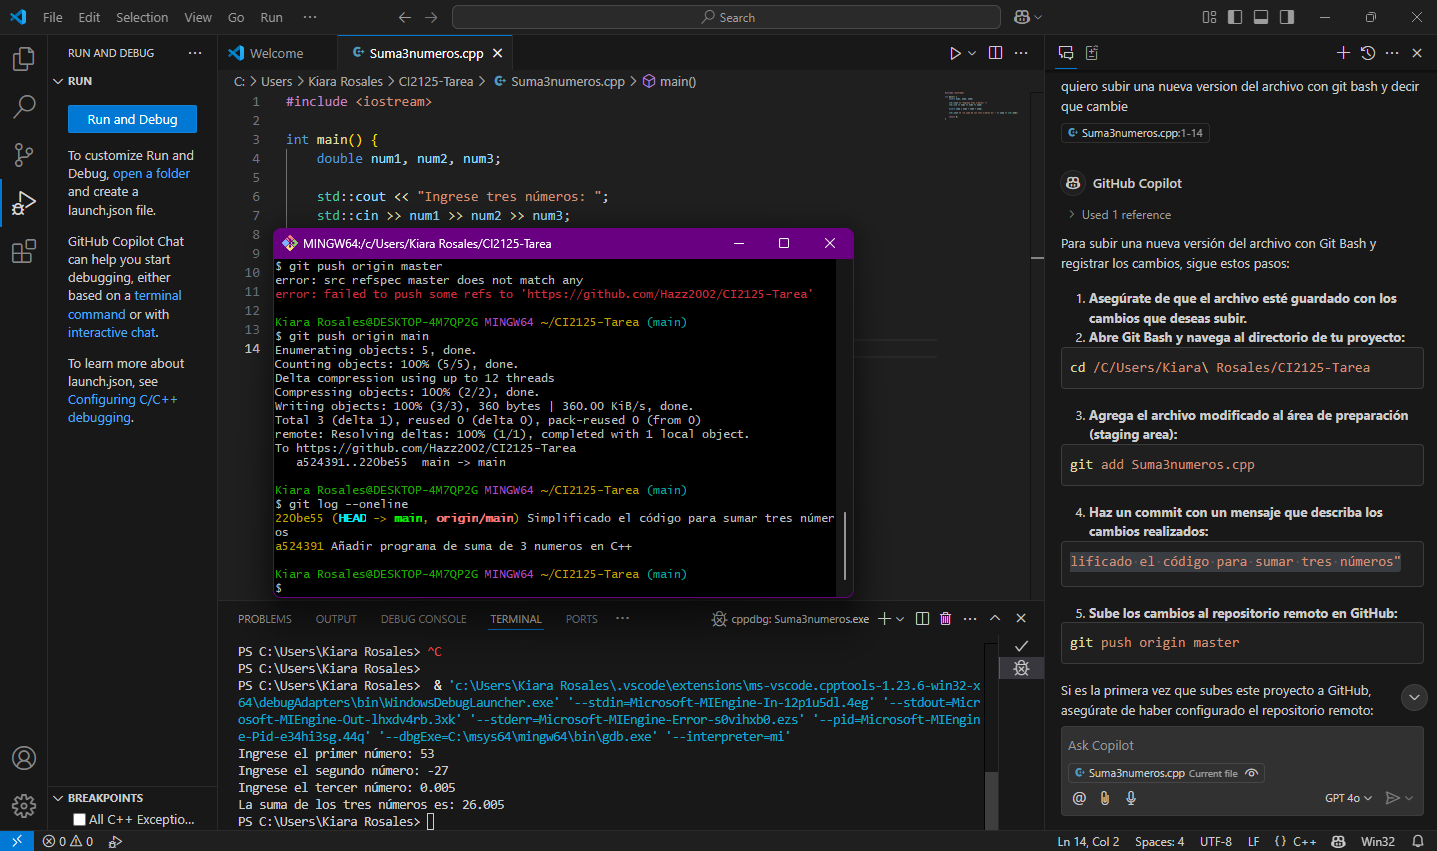 File Edit Selection View Go Run ··· Search
RUN AND DEBUG ···
RUN
Run and Debug
To customize Run and
Debug, open a folder
and create a
launch.json file.
GitHub Copilot Chat
can help you start
debugging, either
based on a terminal
command or with
interactive chat.
To learn more about
launch.json, see
Configuring C/C++
debugging.
BREAKPOINTS
All C++ Exceptio...
Welcome
Suma3numeros.cpp
C: > Users > Kiara Rosales > CI2125-Tarea > Suma3numeros.cpp > main()
1 #include <iostream>
2
3 int main() {
4 double num1, num2, num3;
5
6 std::cout << "Ingrese tres números: ";
7 std::cin >> num1 >> num2 >> num3;
8
9
10
11
12
13
14
MINGW64:/c/Users/Kiara Rosales/CI2125-Tarea
$ git push origin master
error: src refspec master does not match any
error: failed to push some refs to 'https://github.com/Hazz2002/CI2125-Tarea'
Kiara Rosales@DESKTOP-4M7QP2G MINGW64 ~/CI2125-Tarea (main)
$ git push origin main
Enumerating objects: 5, done.
Counting objects: 100% (5/5), done.
Delta compression using up to 12 threads
Compressing objects: 100% (2/2), done.
Writing objects: 100% (3/3), 360 bytes | 360.00 KiB/s, done.
Total 3 (delta 1), reused 0 (delta 0), pack-reused 0 (from 0)
remote: Resolving deltas: 100% (1/1), completed with 1 local object.
To https://github.com/Hazz2002/CI2125-Tarea
a524391..220be55 main -> main
Kiara Rosales@DESKTOP-4M7QP2G MINGW64 ~/CI2125-Tarea (main)
$ git log --oneline
220be55 (HEAD -> main, origin/main) Simplificado el código para sumar tres númer
os
a524391 Añadir programa de suma de 3 numeros en C++
Kiara Rosales@DESKTOP-4M7QP2G MINGW64 ~/CI2125-Tarea (main)
$
PROBLEMS OUTPUT DEBUG CONSOLE TERMINAL PORTS ··· cppdbg: Suma3numeros.exe
PS C:\Users\Kiara Rosales> ^C
PS C:\Users\Kiara Rosales>
PS C:\Users\Kiara Rosales>  & 'c:\Users\Kiara Rosales\.vscode\extensions\ms-vscode.cpptools-1.23.6-win32-x
64\debugAdapters\bin\WindowsDebugLauncher.exe' '--stdin=Microsoft-MIEngine-In-12p1u5dl.4eg' '--stdout=Micr
osoft-MIEngine-Out-lhxdv4rb.3xk' '--stderr=Microsoft-MIEngine-Error-s0vihxb0.ezs' '--pid=Microsoft-MIEngin
e-Pid-e34hi3sg.44q' '--dbgExe=C:\msys64\mingw64\bin\gdb.exe' '--interpreter=mi'
Ingrese el primer número: 53
Ingrese el segundo número: -27
Ingrese el tercer número: 0.005
La suma de los tres números es: 26.005
PS C:\Users\Kiara Rosales>
quiero subir una nueva version del archivo con git bash y decir
que cambie
Suma3numeros.cpp:1-14
GitHub Copilot
Used 1 reference
Para subir una nueva versión del archivo con Git Bash y
registrar los cambios, sigue estos pasos:
1. Asegúrate de que el archivo esté guardado con los
cambios que deseas subir.
2. Abre Git Bash y navega al directorio de tu proyecto:
cd /C/Users/Kiara\ Rosales/CI2125-Tarea
3. Agrega el archivo modificado al área de preparación
(staging area):
git add Suma3numeros.cpp
4. Haz un commit con un mensaje que describa los
cambios realizados:
lificado el código para sumar tres números"
5. Sube los cambios al repositorio remoto en GitHub:
git push origin master
Si es la primera vez que subes este proyecto a GitHub,
asegúrate de haber configurado el repositorio remoto:
Ask Copilot
Suma3numeros.cpp Current file
@ GPT 4o
0 0 Ln 14, Col 2 Spaces: 4 UTF-8 LF {} C++ Win32